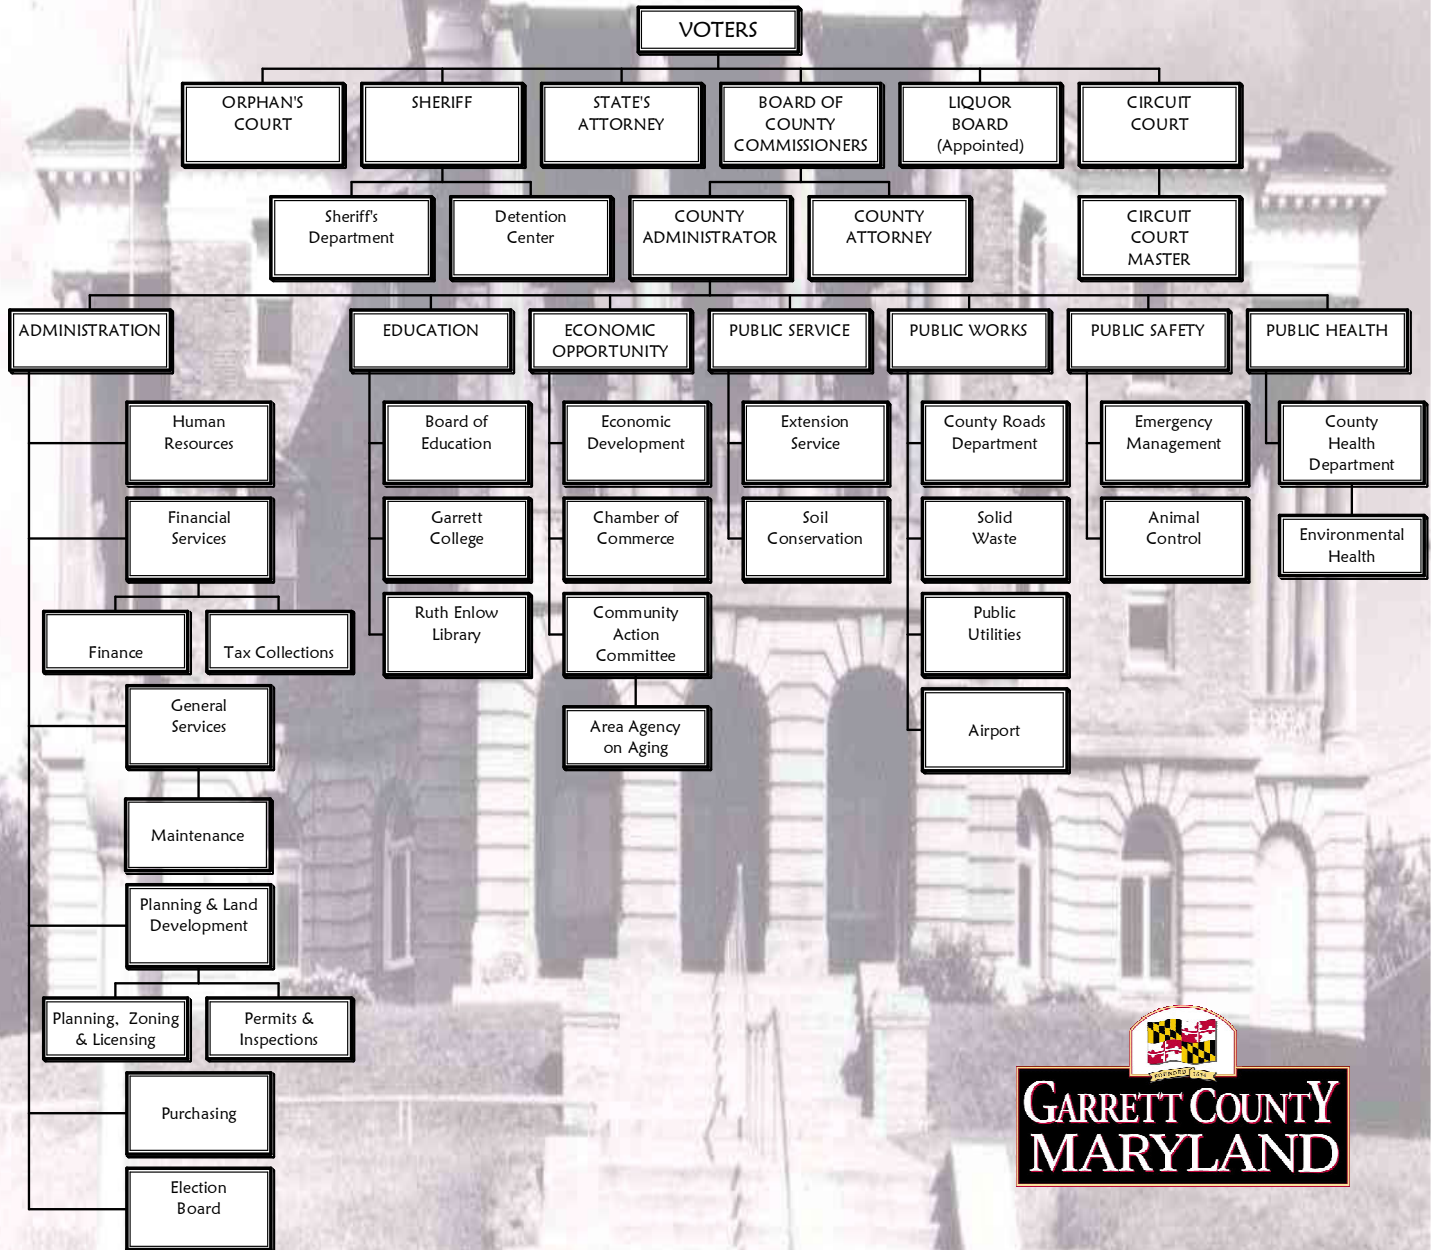 VOTERS
ORPHAN'S
COURT
SHERIFF
STATE'S
ATTORNEY
BOARD OF
COUNTY
COMMISSIONERS
LIQUOR
BOARD
(Appointed)
CIRCUIT
COURT
Sheriff's
Department
Detention
Center
COUNTY
ADMINISTRATOR
COUNTY
ATTORNEY
CIRCUIT
COURT
MASTER
ADMINISTRATION
EDUCATION
ECONOMIC
OPPORTUNITY
PUBLIC SERVICE
PUBLIC WORKS
PUBLIC SAFETY
PUBLIC HEALTH
Human
Resources
Financial
Services
Finance
Tax Collections
General
Services
Maintenance
Planning & Land
Development
Planning, Zoning
& Licensing
Permits &
Inspections
Purchasing
Election
Board
Board of
Education
Garrett
College
Ruth Enlow
Library
Economic
Development
Chamber of
Commerce
Community
Action
Committee
Area Agency
on Aging
Extension
Service
Soil
Conservation
County Roads
Department
Solid
Waste
Public
Utilities
Airport
Emergency
Management
Animal
Control
County
Health
Department
Environmental
Health
FOUNDED
GARRETT COUNTY
MARYLAND